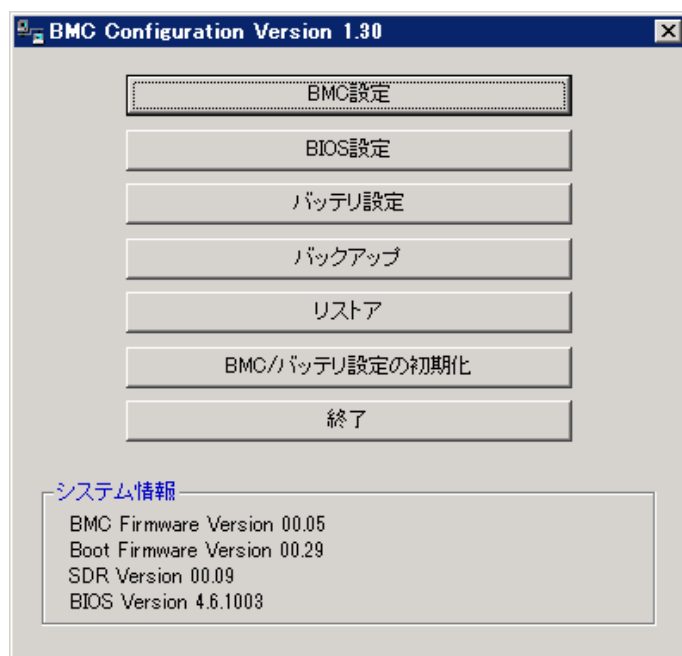 BMC Configuration Version 1.30
BMC設定
BIOS設定
バッテリ設定
バックアップ
リストア
BMC/バッテリ設定の初期化
終了
システム情報
BMC Firmware Version 00.05
Boot Firmware Version 00.29
SDR Version 00.09
BIOS Version 4.6.1003